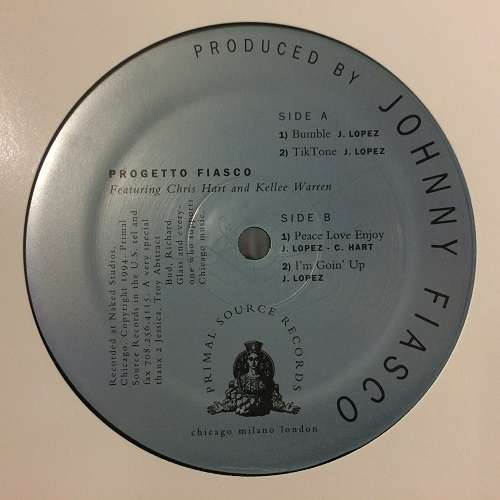 PRODUCED BY JOHNNY FIASCO
SIDE A
1) Bumble J. LOPEZ
2) TikTone J. LOPEZ
PROGETTO FIASCO
Featuring Chris Hart and Kellee Warren
SIDE B
1) Peace Love Enjoy
J. LOPEZ - C. HART
2) I'm Goin' Up
J. LOPEZ
Recorded at Naked Studios,
Chicago. Copyright 1994. Primal
Source Records in the U.S. tel and
fax 708.256.4115. A very special
thanx 2 Jessica, Troy Abstract
Bud, Richard
Glas and every-
one who supports
Chicago music.
PRIMAL SOURCE RECORDS
chicago milano london